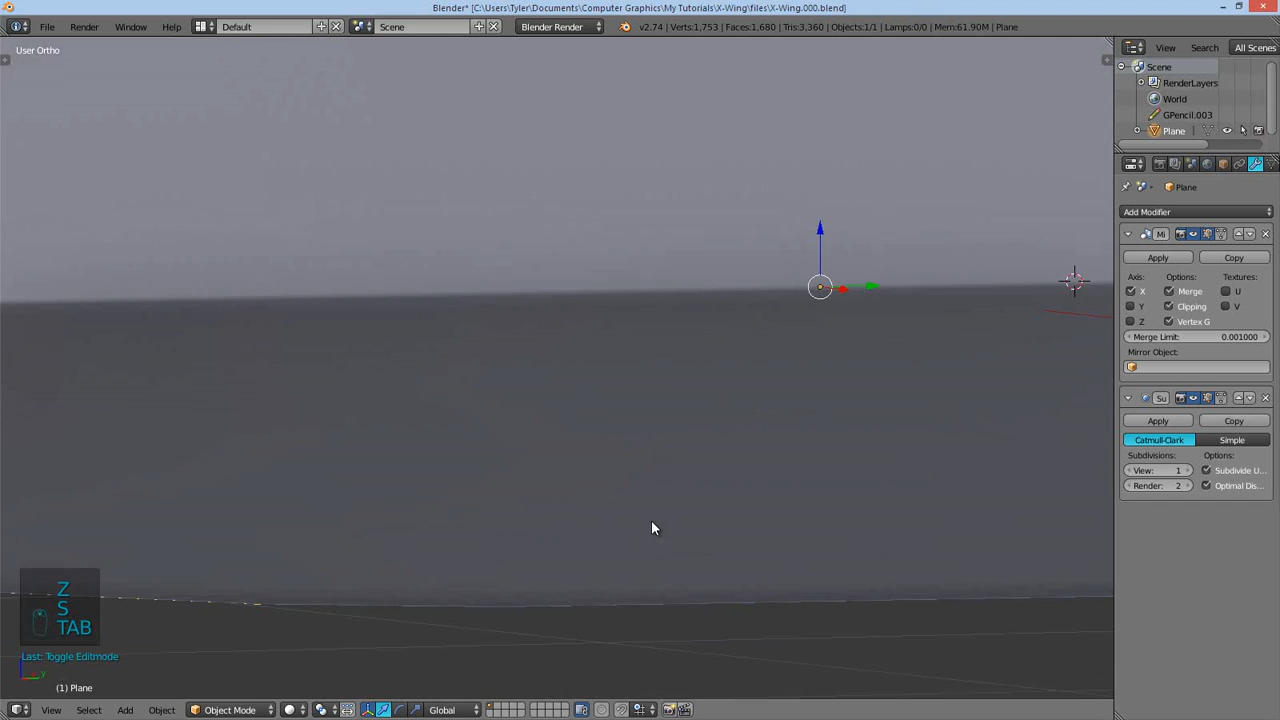 Blender* [C:\Users\Tyler\Documents\Computer Graphics\My Tutorials\X-Wing\files\X-Wing.000.blend]
File Render Window Help Default Scene Blender Render v2.74 | Verts:1,753 | Faces:1,680 | Tris:3,360 | Objects:1/1 | Lamps:0/0 | Mem:61.90M | Plane
User Ortho
View Search All Scenes
Scene
RenderLayers
World
GPencil.003
Plane
Plane
Add Modifier
Mi
Apply Copy
Axis: Options: Textures:
X Merge U
Y Clipping V
Z Vertex G
Merge Limit: 0.001000
Mirror Object:
Su
Apply Copy
Catmull-Clark Simple
Subdivisions: Options:
View: 1 Subdivide U...
Render: 2 Optimal Dis...
Z
S
TAB
Last: Toggle Editmode
y
(1) Plane
View Select Add Object Object Mode Global